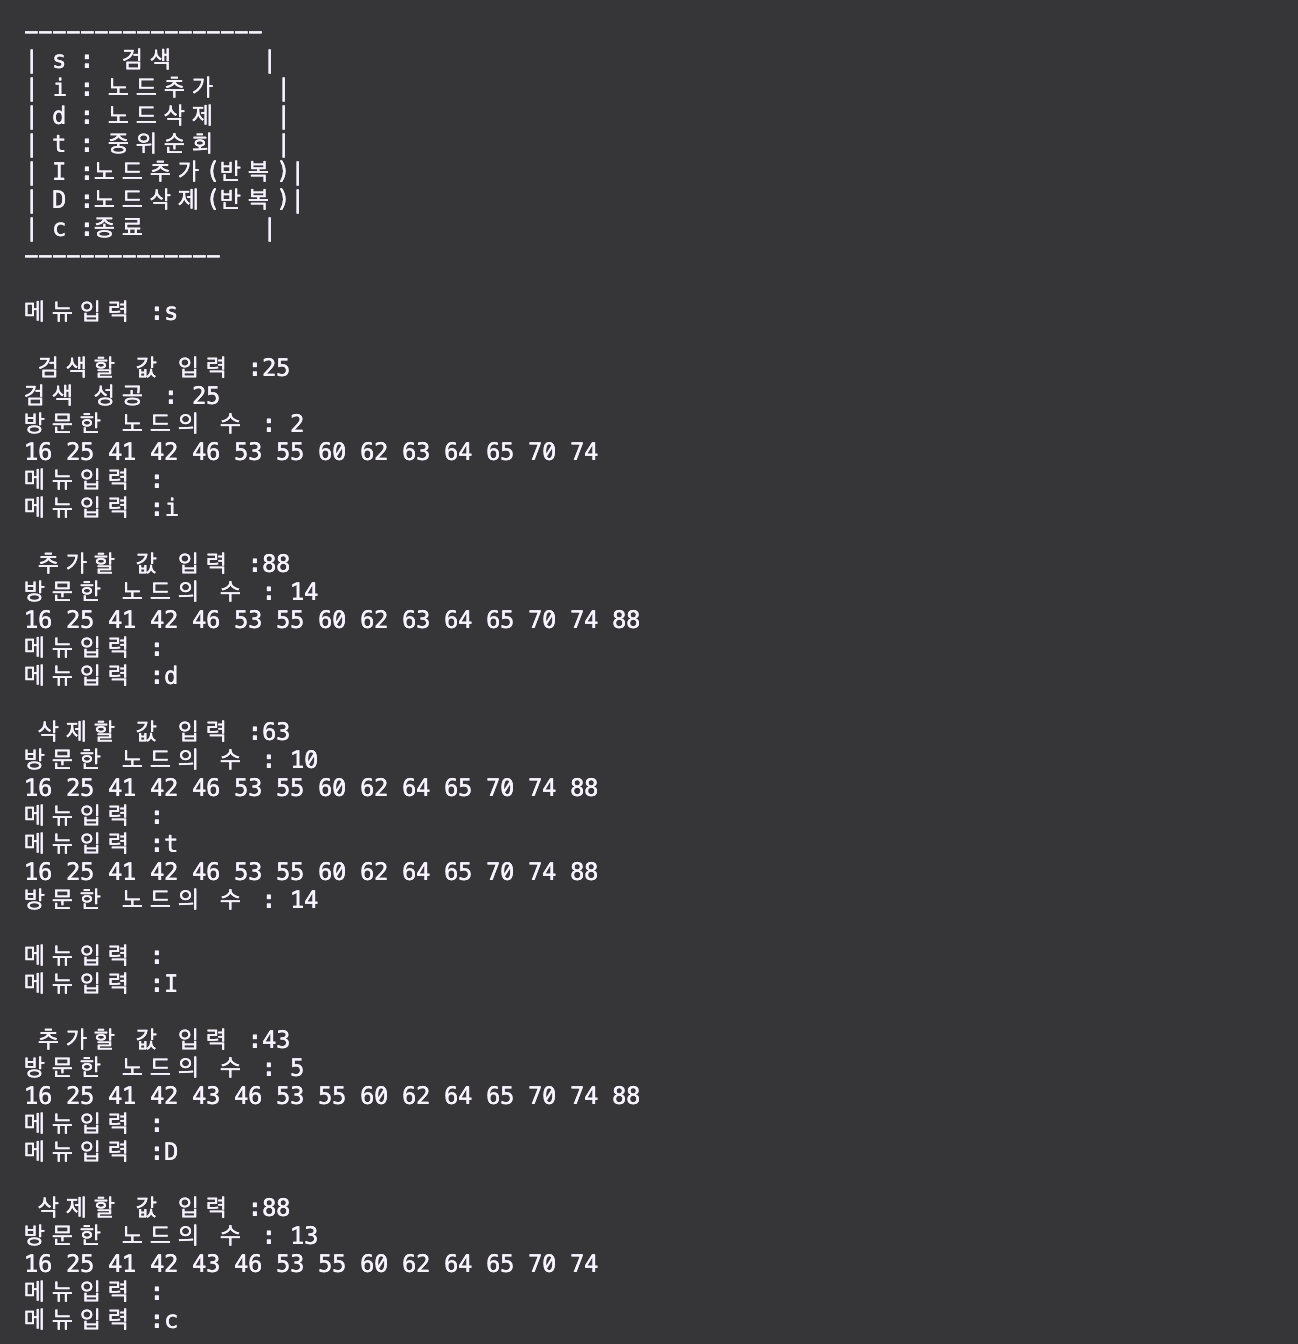 -----------------
| s :  검색       |
| i : 노드추가     |
| d : 노드삭제     |
| t : 중위순회     |
| I :노드추가(반복)|
| D :노드삭제(반복)|
| c :종료         |
--------------
메뉴입력 :s
검색할 값 입력 :25
검색 성공 : 25
방문한 노드의 수 : 2
16 25 41 42 46 53 55 60 62 63 64 65 70 74
메뉴입력 :
메뉴입력 :i
추가할 값 입력 :88
방문한 노드의 수 : 14
16 25 41 42 46 53 55 60 62 63 64 65 70 74 88
메뉴입력 :
메뉴입력 :d
삭제할 값 입력 :63
방문한 노드의 수 : 10
16 25 41 42 46 53 55 60 62 64 65 70 74 88
메뉴입력 :
메뉴입력 :t
16 25 41 42 46 53 55 60 62 64 65 70 74 88
방문한 노드의 수 : 14
메뉴입력 :
메뉴입력 :I
추가할 값 입력 :43
방문한 노드의 수 : 5
16 25 41 42 43 46 53 55 60 62 64 65 70 74 88
메뉴입력 :
메뉴입력 :D
삭제할 값 입력 :88
방문한 노드의 수 : 13
16 25 41 42 43 46 53 55 60 62 64 65 70 74
메뉴입력 :
메뉴입력 :c